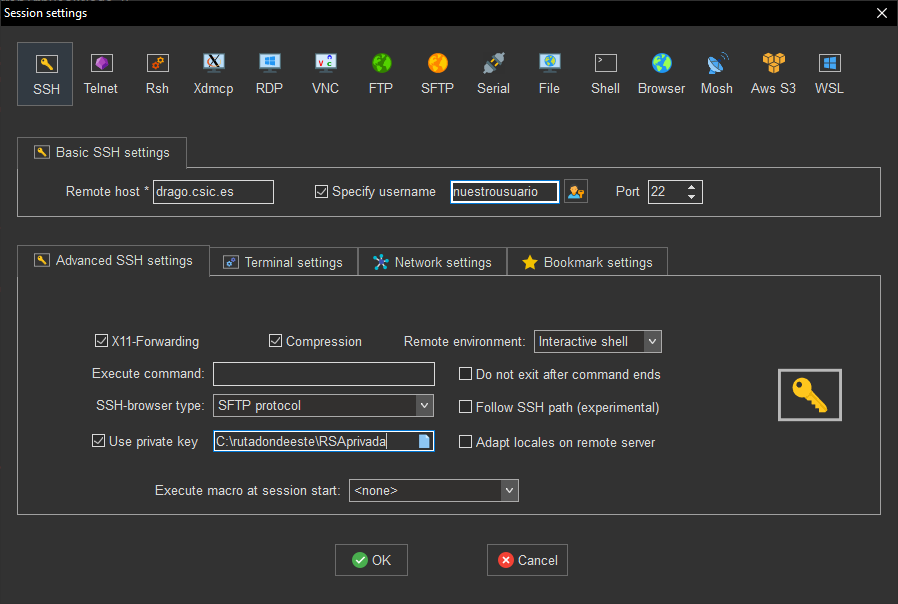 Session settings
SSH Telnet Rsh Xdmcp RDP VNC FTP SFTP Serial File Shell Browser Mosh Aws S3 WSL
Basic SSH settings
Remote host * drago.csic.es Specify username nuestrousuario Port 22
Advanced SSH settings Terminal settings Network settings Bookmark settings
X11-Forwarding Compression Remote environment: Interactive shell
Execute command: Do not exit after command ends
SSH-browser type: SFTP protocol Follow SSH path (experimental)
Use private key C:\rutadondeeste\RSAprivada Adapt locales on remote server
Execute macro at session start: <none>
OK Cancel